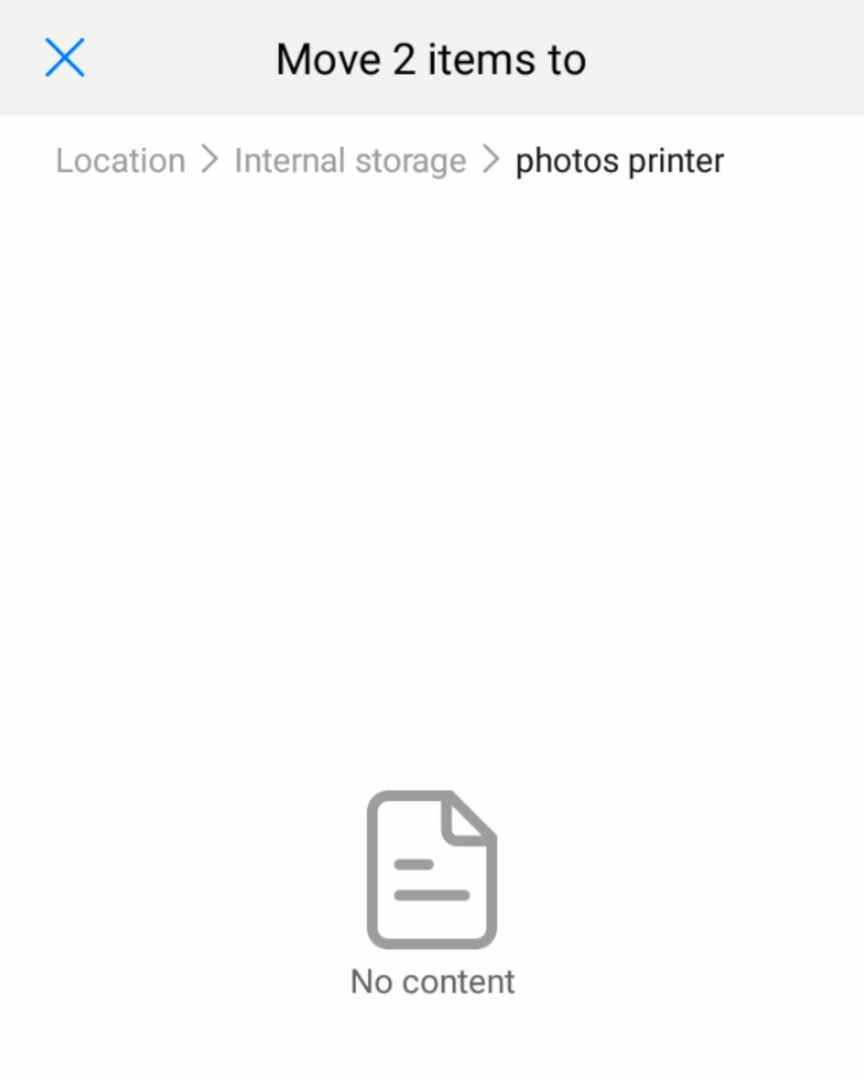 Move 2 items to
Location > Internal storage > photos printer
No content